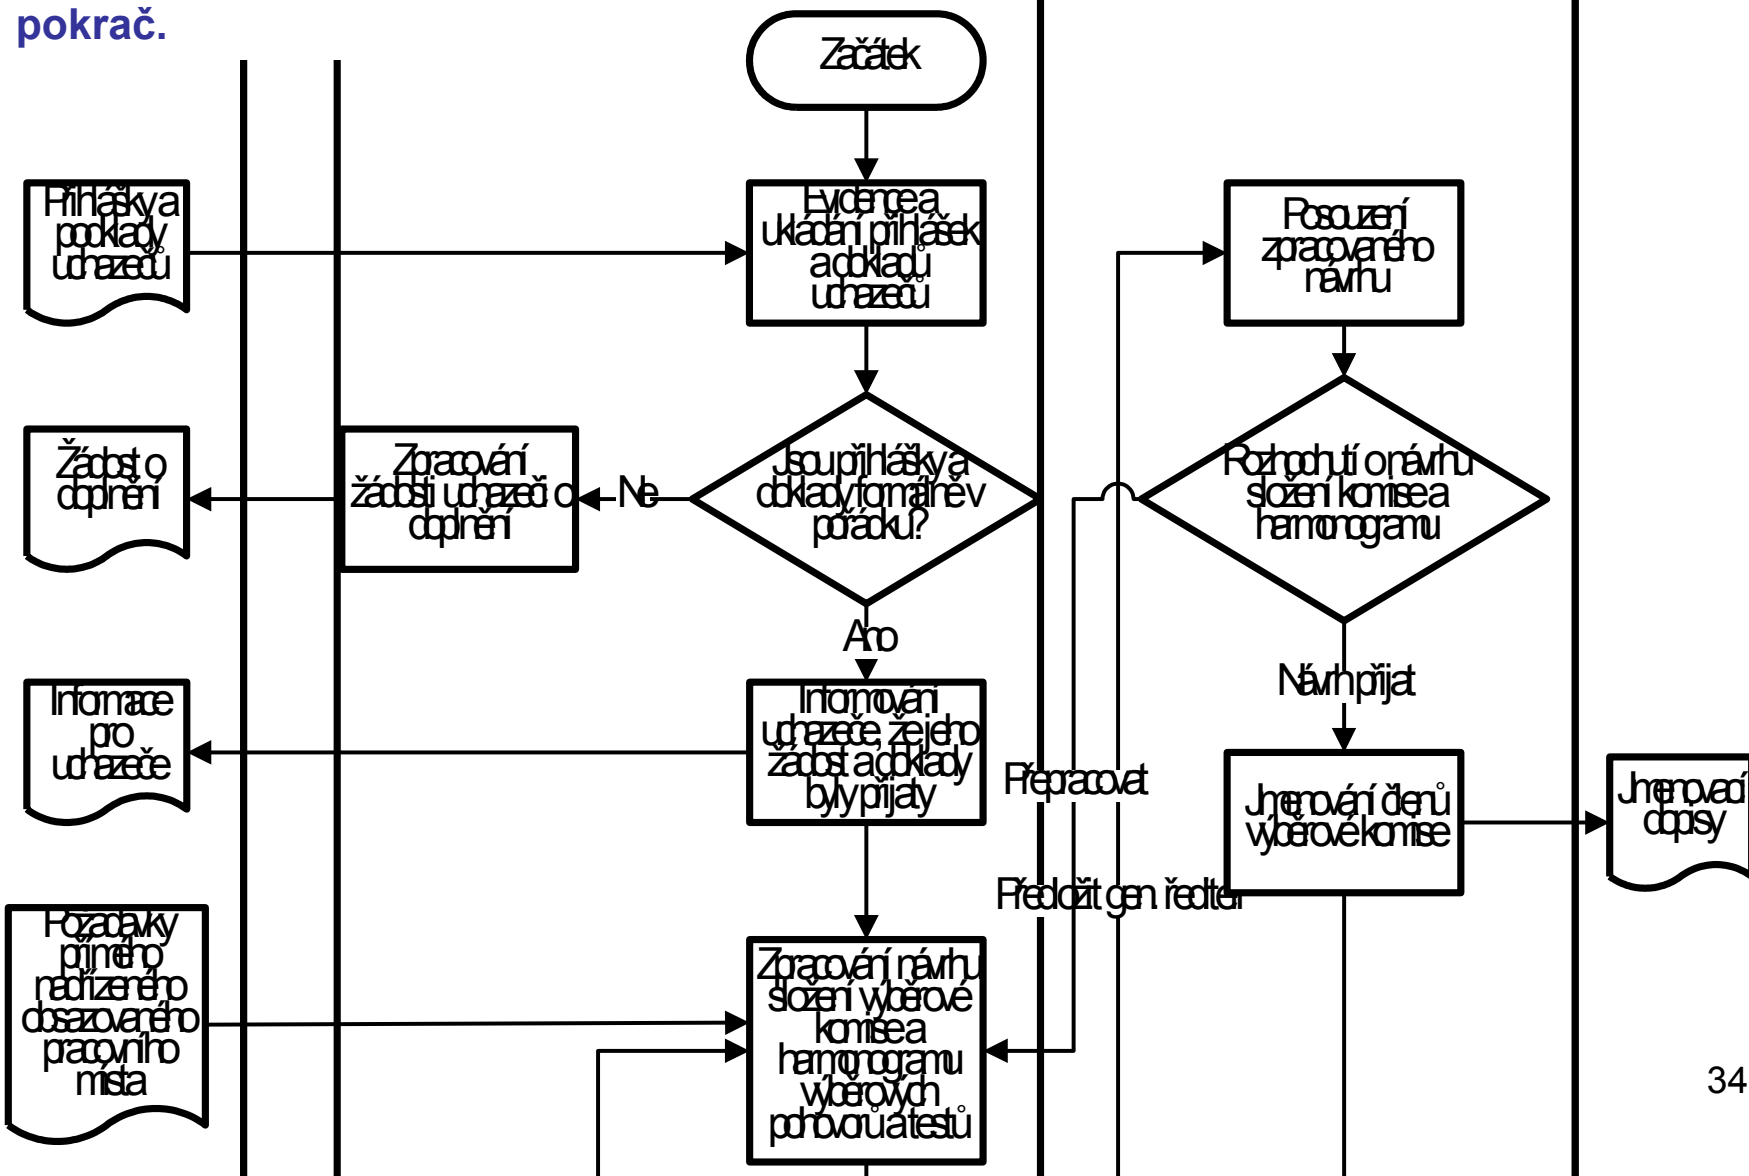 pokrač.
Začátek
Přihlášky a
podklady
uchazečů
Evidence a
ukládání přihlášek
a dokladů
uchazečů
Posouzení
zpracovaného
návrhu
Žádost o
doplnění
Zpracování
žádosti uchazeči o
doplnění
Ne
Jsou přihlášky a
doklady formálně v
pořádku?
Rozhodnutí o návrhu
složení komise a
harmonogramu
Ano
Návrh přijat
Informace
pro
uchazeče
Informování
uchazeče, že jeho
žádost a doklady
byly přijaty
Přepracovat
Jmenování členů
výběrové komise
Jmenovací
dopisy
Předložit gen. řediteli
Požadavky
přímého
nadřízeného
obsazovaného
pracovního
místa
Zpracování návrhu
složení výběrové
komise a
harmonogramu
výběrových
pohovorů a testů
34